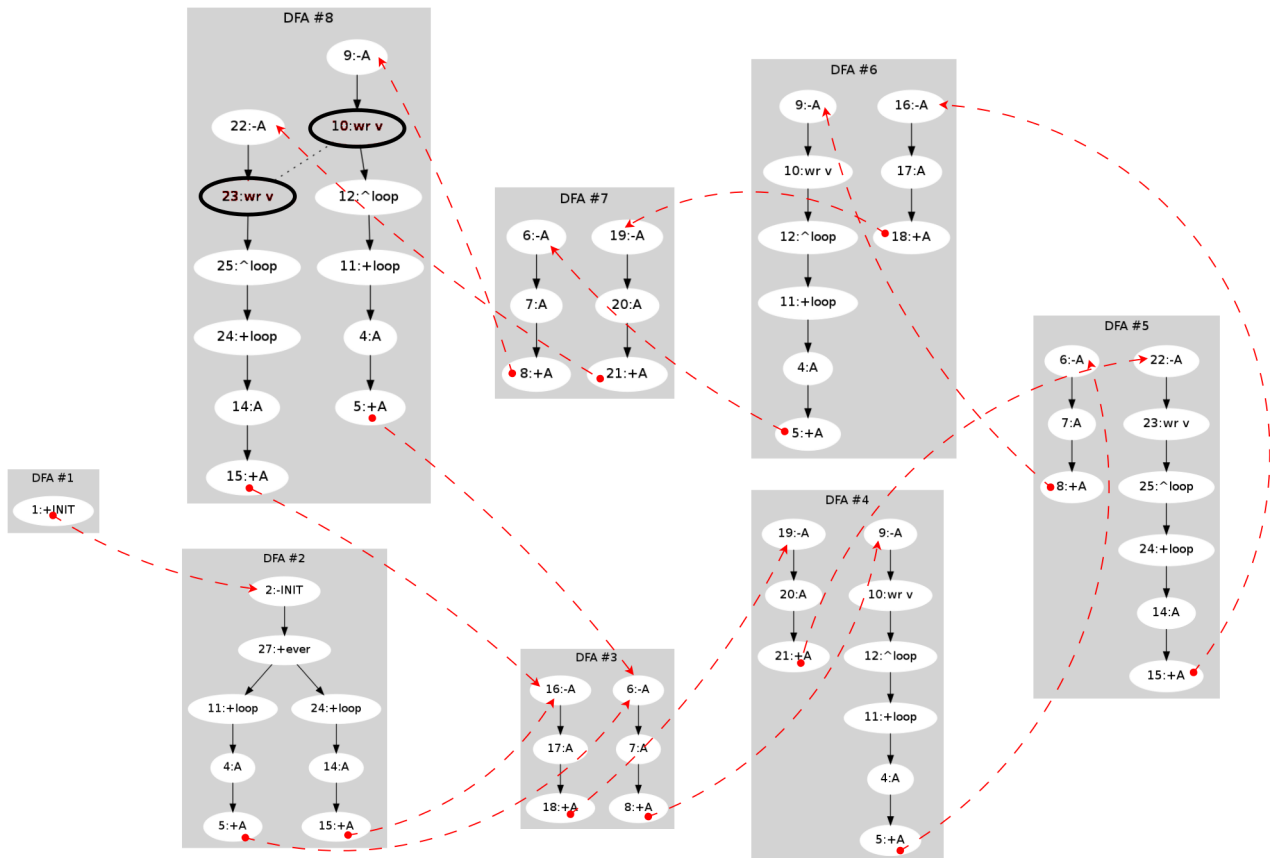 DFA #8
9:-A
22:-A
10:wr v
23:wr v
12:^loop
25:^loop
11:+loop
24:+loop
4:A
14:A
5:+A
15:+A
DFA #6
9:-A
16:-A
10:wr v
17:A
12:^loop
18:+A
11:+loop
4:A
5:+A
DFA #7
6:-A
19:-A
7:A
20:A
8:+A
21:+A
DFA #5
6:-A
22:-A
7:A
23:wr v
8:+A
25:^loop
24:+loop
14:A
15:+A
DFA #1
1:+INIT
DFA #2
2:-INIT
27:+ever
11:+loop
24:+loop
4:A
14:A
5:+A
15:+A
DFA #3
16:-A
6:-A
17:A
7:A
18:+A
8:+A
DFA #4
19:-A
9:-A
20:A
10:wr v
21:+A
12:^loop
11:+loop
4:A
5:+A